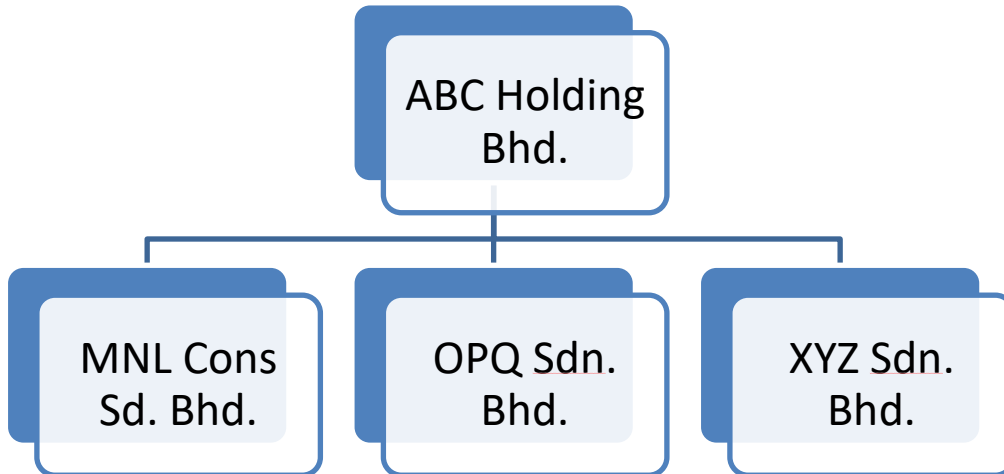 ABC Holding
Bhd.
MNL Cons
Sd. Bhd.
OPQ Sdn.
Bhd.
XYZ Sdn.
Bhd.